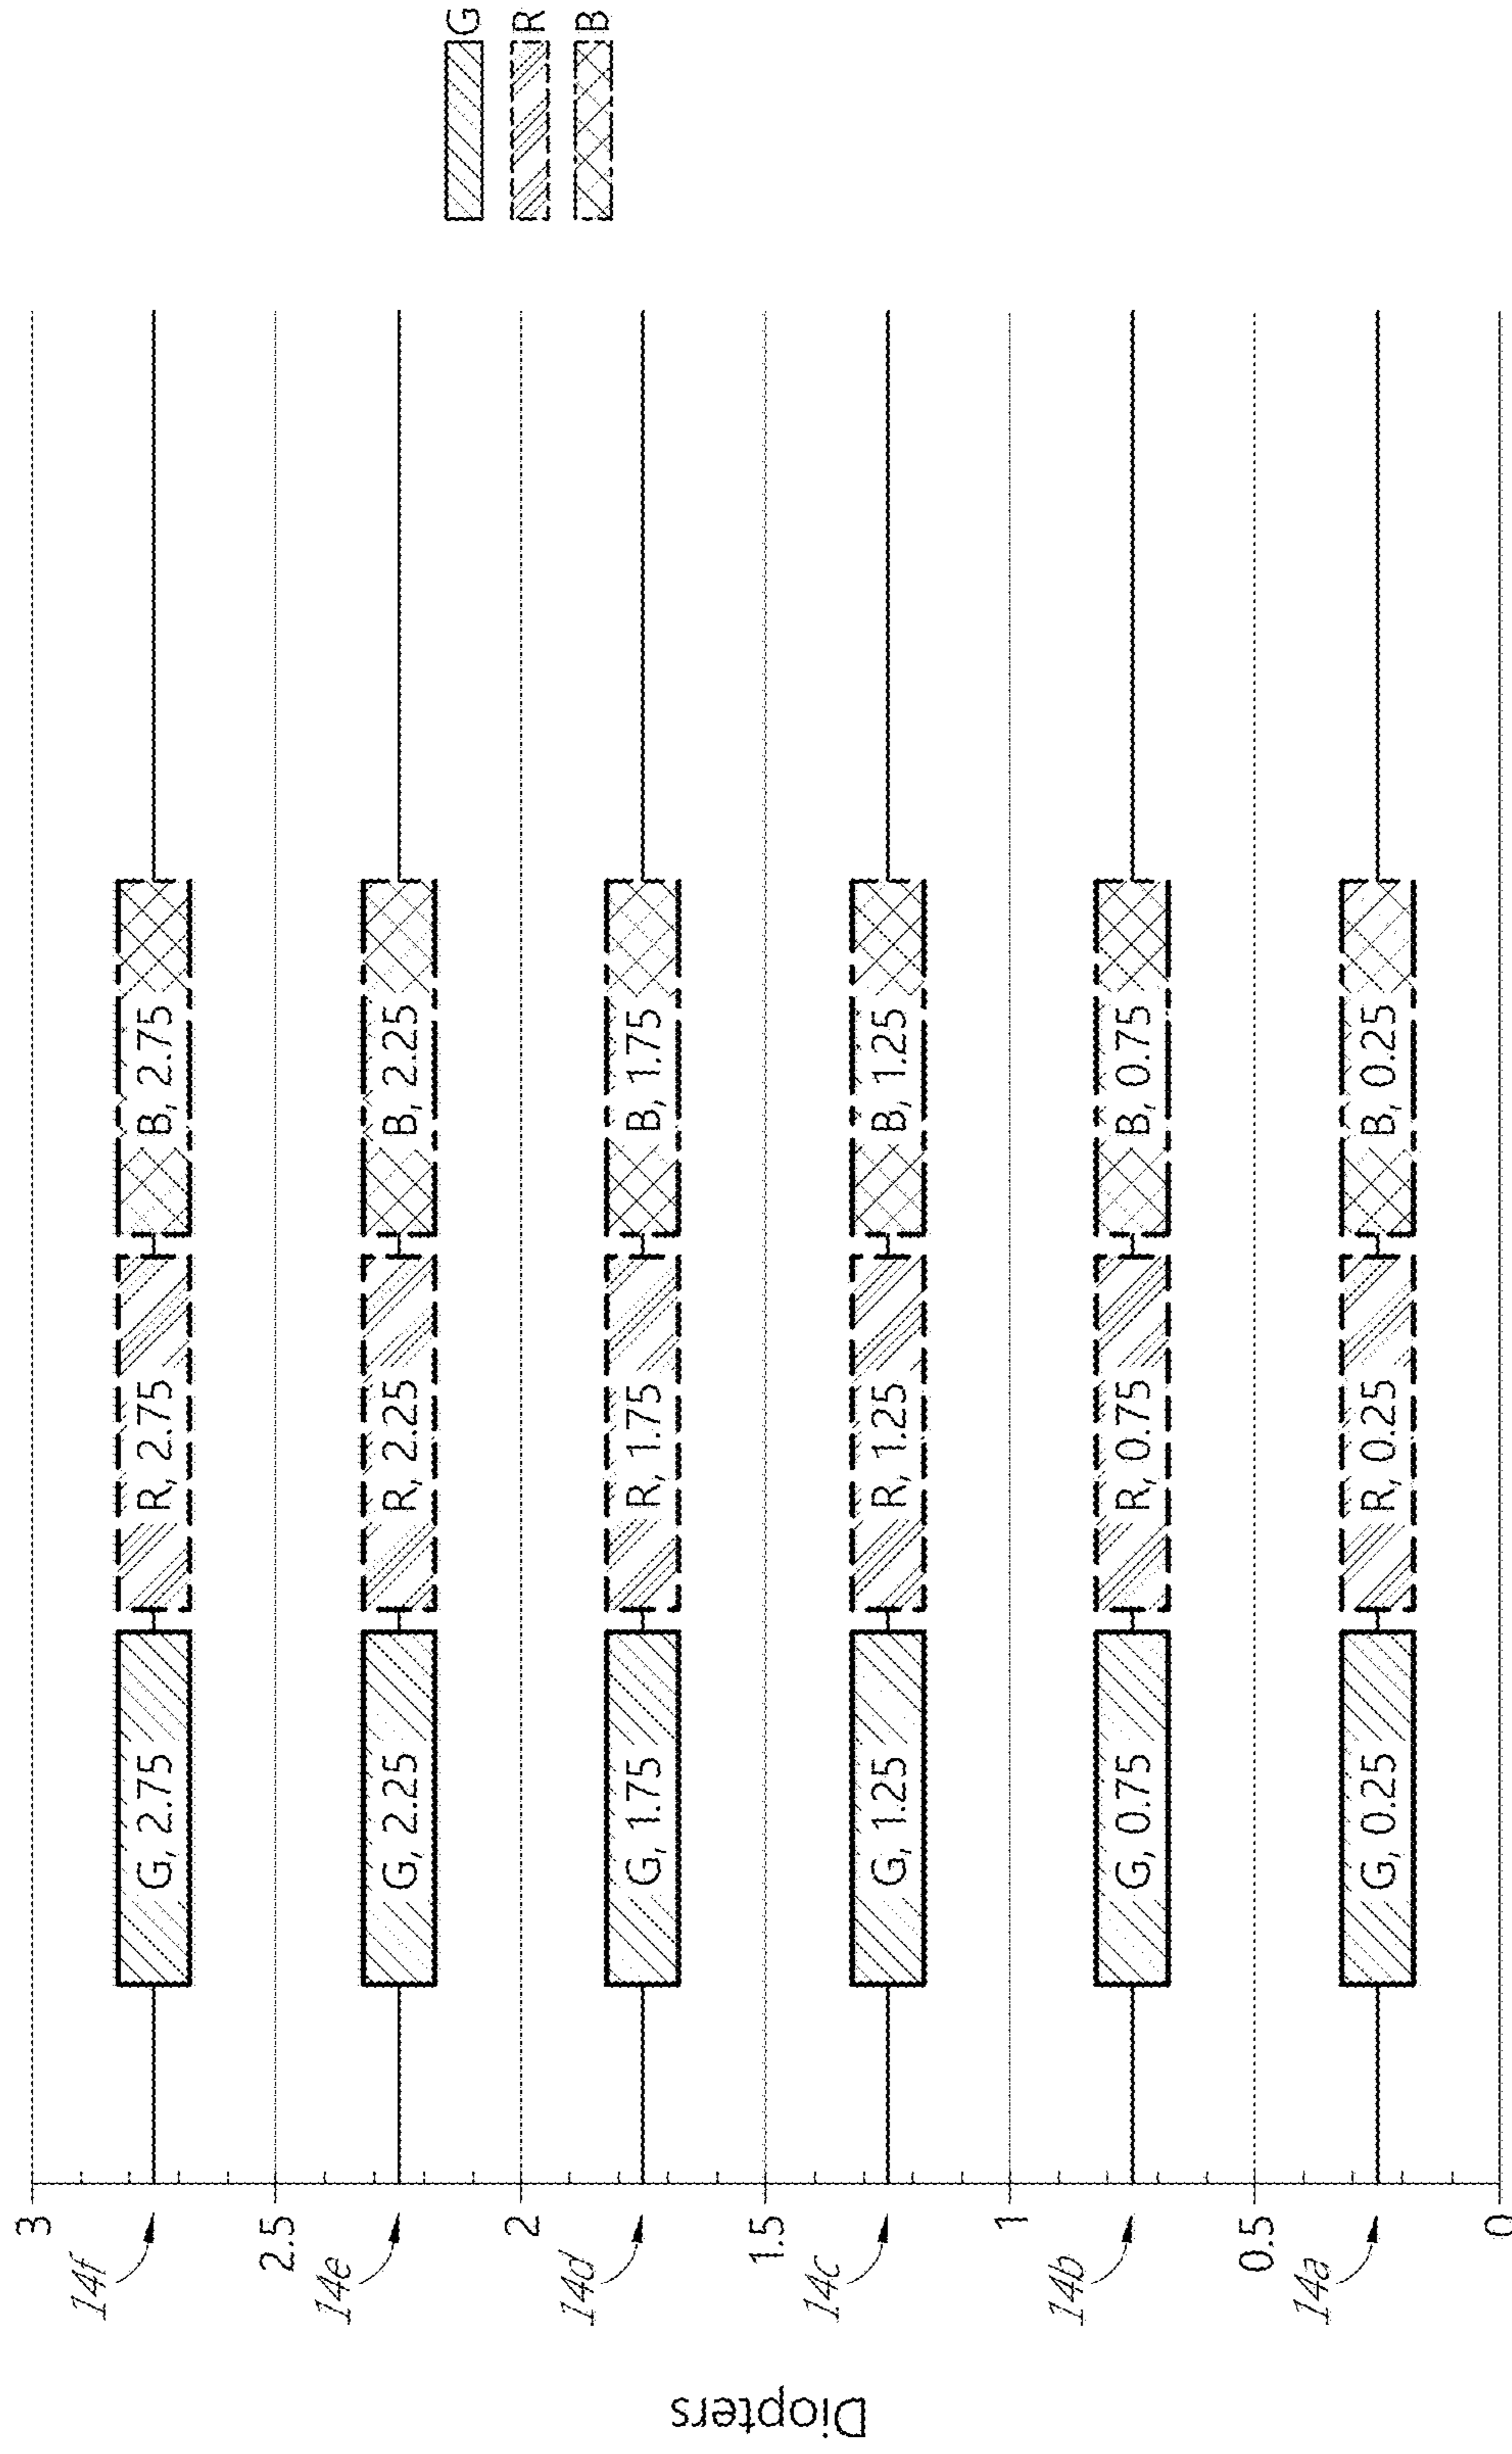 Diopters
3
14f
G, 2.75 R, 2.75 B, 2.75
2.5
14e
G, 2.25 R, 2.25 B, 2.25
2
14d
G, 1.75 R, 1.75 B, 1.75
1.5
14c
G, 1.25 R, 1.25 B, 1.25
1
14b
G, 0.75 R, 0.75 B, 0.75
0.5
14a
G, 0.25 R, 0.25 B, 0.25
0
G
R
B